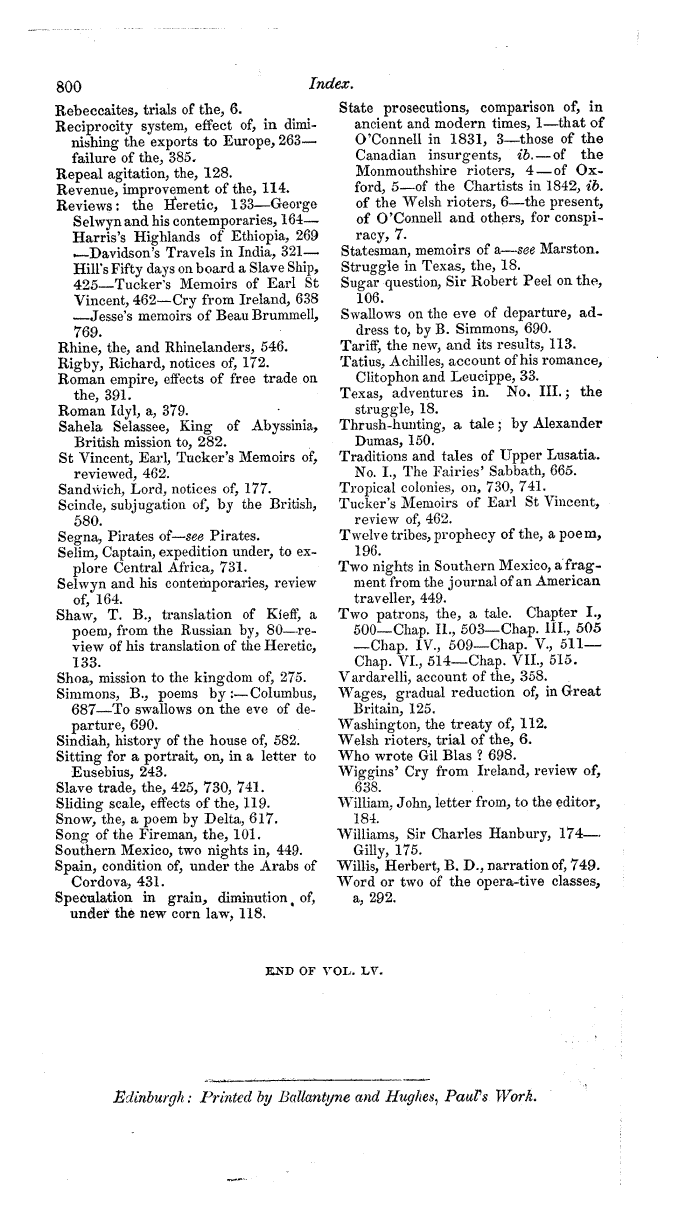 800
Index.
Rebeccaites, trials of the, 6.
Reciprocity system, effect of, in dimi-
nishing the exports to Europe, 263—
failure of the, 385.
Repeal agitation, the, 128.
Revenue, improvement of the, 114.
Reviews: the Heretic, 133—George
Selwyn and his contemporaries, 164—
Harris's Highlands of Ethiopia, 269
—Davidson's Travels in India, 321—
Hill's Fifty days on board a Slave Ship,
425—Tucker's Memoirs of Earl St
Vincent, 462—Cry from Ireland, 638
—Jesse's memoirs of Beau Brummell,
769.
Rhine, the, and Rhinelanders, 546.
Rigby, Richard, notices of, 172.
Roman empire, effects of free trade on
the, 391.
Roman Idyl, a, 379.
Sahela Selassee, King of Abyssinia,
British mission to, 282.
St Vincent, Earl, Tucker's Memoirs of,
reviewed, 462.
Sandwich, Lord, notices of, 177.
Scinde, subjugation of, by the British,
580.
Segna, Pirates of—see Pirates.
Selim, Captain, expedition under, to ex-
plore Central Africa, 731.
Selwyn and his contemporaries, review
of, 164.
Shaw, T. B., translation of Kieff, a
poem, from the Russian by, 80—re-
view of his translation of the Heretic,
133.
Shoa, mission to the kingdom of, 275.
Simmons, B., poems by:—Columbus,
687—To swallows on the eve of de-
parture, 690.
Sindiah, history of the house of, 582.
Sitting for a portrait, on, in a letter to
Eusebius, 243.
Slave trade, the, 425, 730, 741.
Sliding scale, effects of the, 119.
Snow, the, a poem by Delta, 617.
Song of the Fireman, the, 101.
Southern Mexico, two nights in, 449.
Spain, condition of, under the Arabs of
Cordova, 431.
Speculation in grain, diminution of,
under the new corn law, 118.
State prosecutions, comparison of, in
ancient and modern times, 1—that of
O'Connell in 1831, 3—those of the
Canadian insurgents, ib.—of the
Monmouthshire rioters, 4—of Ox-
ford, 5—of the Chartists in 1842, ib.
of the Welsh rioters, 6—the present,
of O'Connell and others, for conspi-
racy, 7.
Statesman, memoirs of a—see Marston.
Struggle in Texas, the, 18.
Sugar question, Sir Robert Peel on the,
106.
Swallows on the eve of departure, ad-
dress to, by B. Simmons, 690.
Tariff, the new, and its results, 113.
Tatius, Achilles, account of his romance,
Clitophon and Leucippe, 33.
Texas, adventures in. No. III.; the
struggle, 18.
Thrush-hunting, a tale; by Alexander
Dumas, 150.
Traditions and tales of Upper Lusatia.
No. I., The Fairies' Sabbath, 665.
Tropical colonies, on, 730, 741.
Tucker's Memoirs of Earl St Vincent,
review of, 462.
Twelve tribes, prophecy of the, a poem,
196.
Two nights in Southern Mexico, a frag-
ment from the journal of an American
traveller, 449.
Two patrons, the, a tale. Chapter I.,
500—Chap. II., 503—Chap. III., 505
—Chap. IV., 509—Chap. V., 511—
Chap. VI., 514—Chap. VII., 515.
Vardarelli, account of the, 358.
Wages, gradual reduction of, in Great
Britain, 125.
Washington, the treaty of, 112.
Welsh rioters, trial of the, 6.
Who wrote Gil Blas? 698.
Wiggins' Cry from Ireland, review of,
638.
William, John, letter from, to the editor,
184.
Williams, Sir Charles Hanbury, 174—
Gilly, 175.
Willis, Herbert, B. D., narration of, 749.
Word or two of the opera-tive classes,
a, 292.
END OF VOL. LV.
Edinburgh: Printed by Ballantyne and Hughes, Paul's Work.